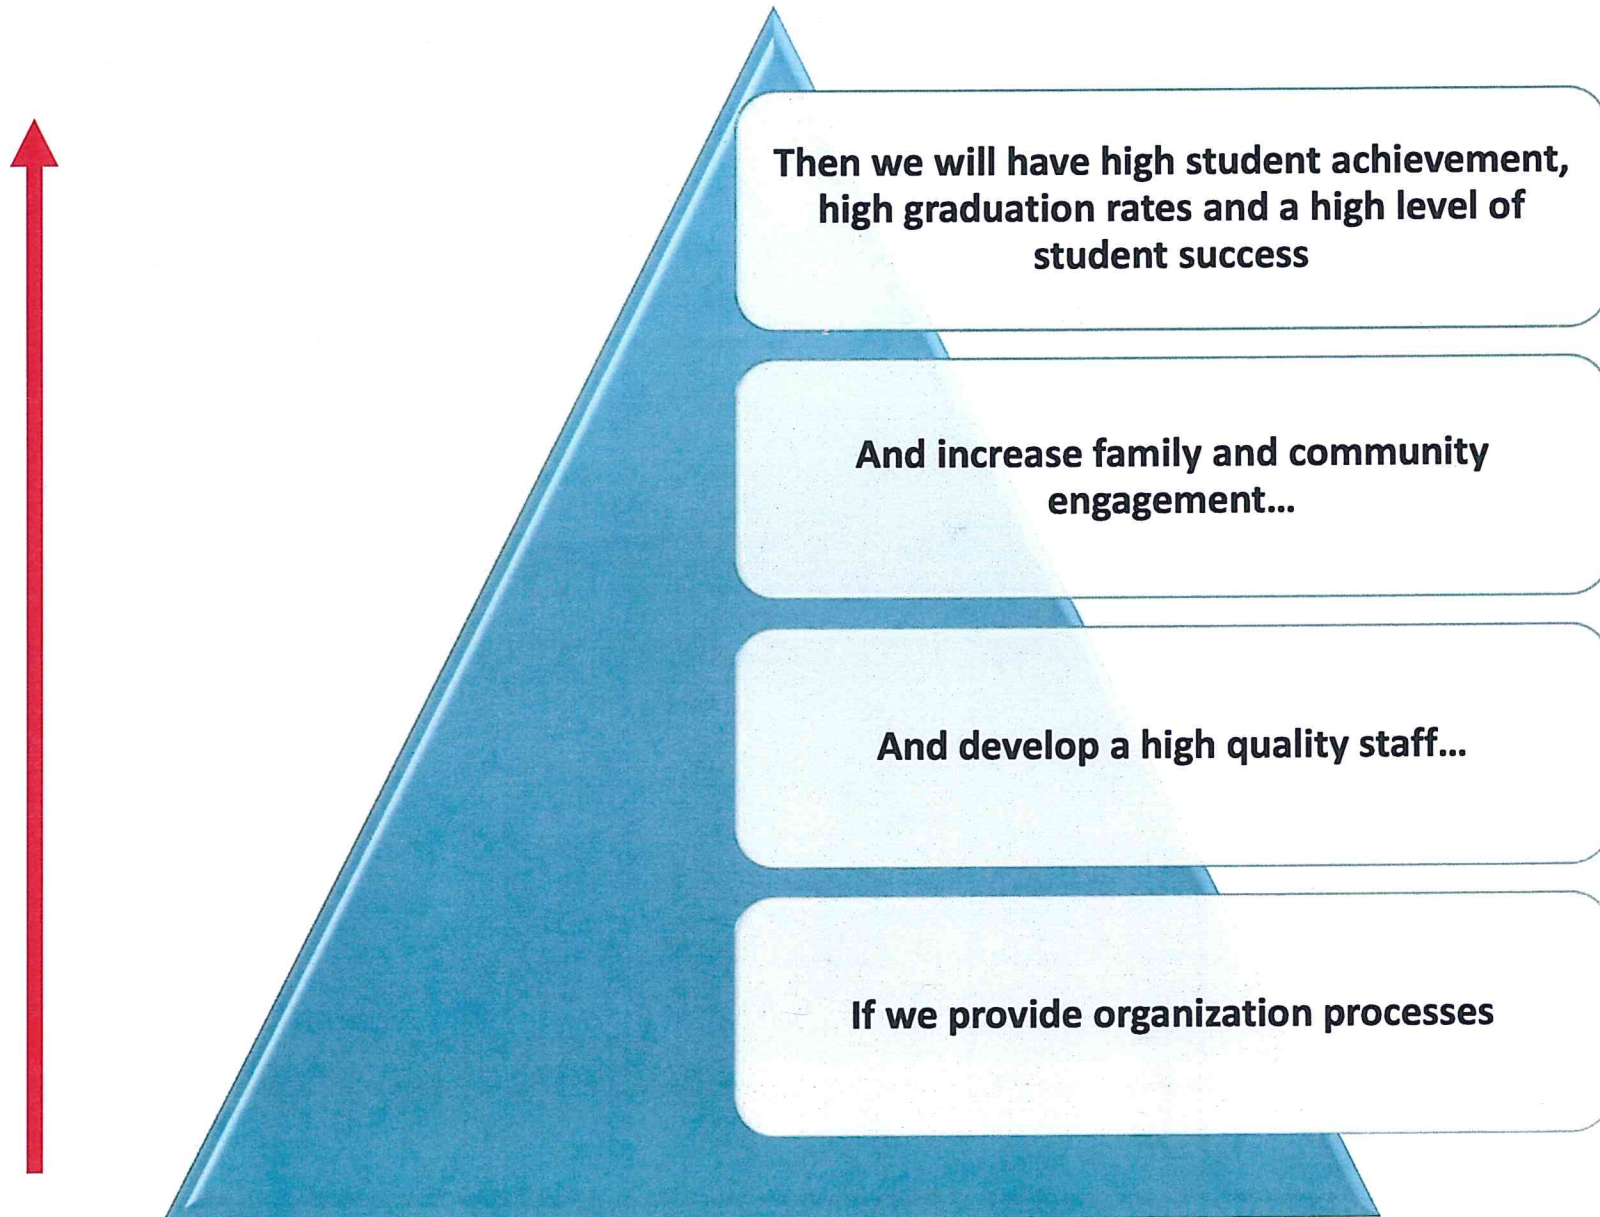 Then we will have high student achievement,
high graduation rates and a high level of
student success
And increase family and community
engagement...
And develop a high quality staff...
If we provide organization processes